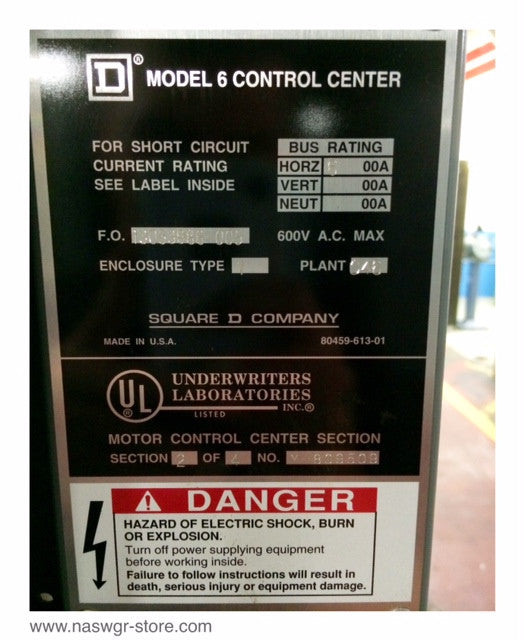 D® MODEL 6 CONTROL CENTER
FOR SHORT CIRCUIT
CURRENT RATING
SEE LABEL INSIDE
BUS RATING
HORZ 00A
VERT 00A
NEUT 00A
F.O. 600V A.C. MAX
ENCLOSURE TYPE 1 PLANT
SQUARE D COMPANY
MADE IN U.S.A. 80459-613-01
UL ® UNDERWRITERS
LABORATORIES
INC.®
LISTED
MOTOR CONTROL CENTER SECTION
SECTION 2 OF 4 NO.
DANGER
HAZARD OF ELECTRIC SHOCK, BURN
OR EXPLOSION.
Turn off power supplying equipment
before working inside.
Failure to follow instructions will result in
death, serious injury or equipment damage.
www.naswgr-store.com